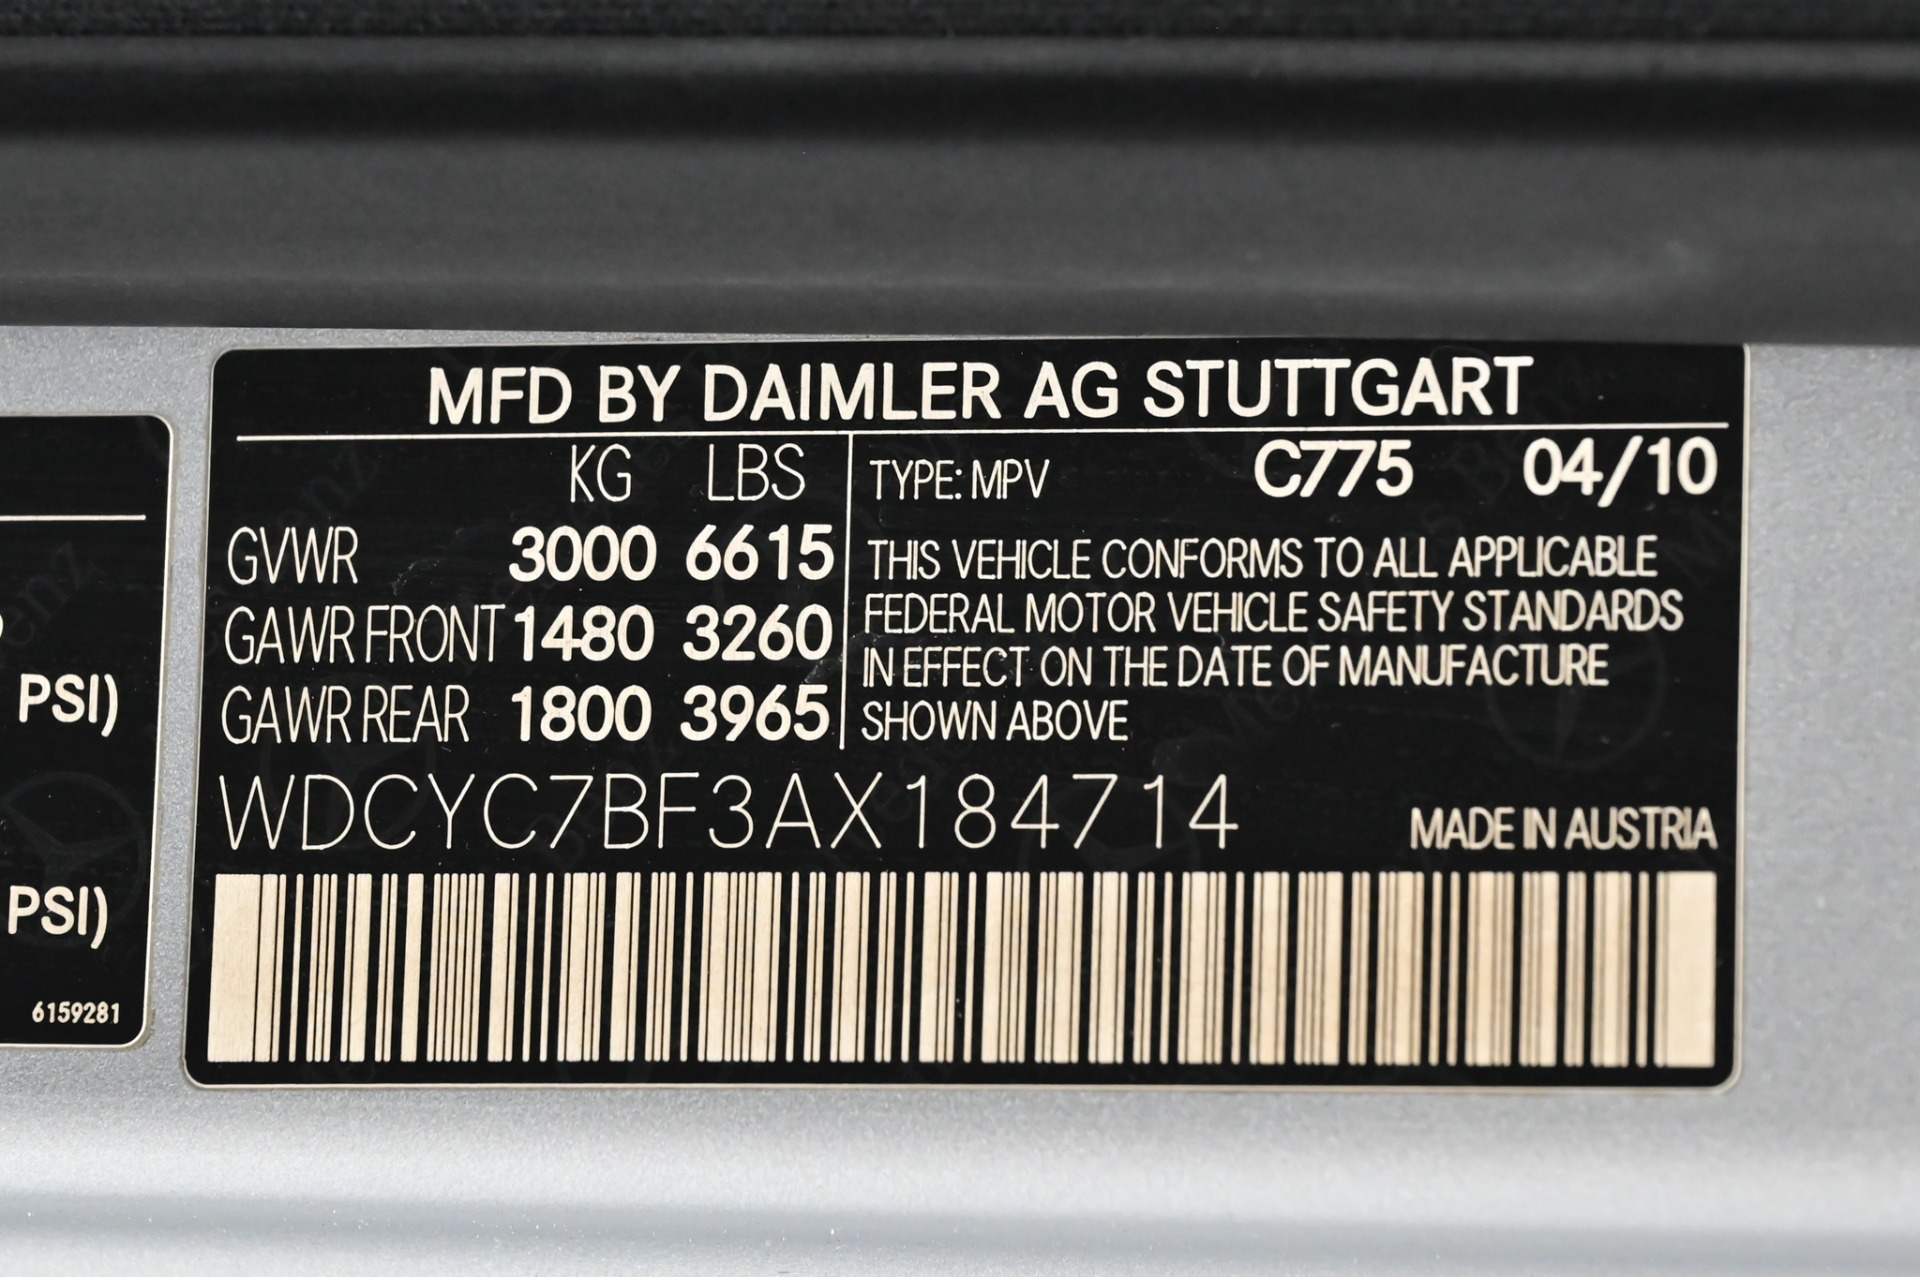 MFD BY DAIMLER AG STUTTGART
KG LBS
GVWR 3000 6615
GAWR FRONT 1480 3260
GAWR REAR 1800 3965
TYPE: MPV C775 04/10
THIS VEHICLE CONFORMS TO ALL APPLICABLE
FEDERAL MOTOR VEHICLE SAFETY STANDARDS
IN EFFECT ON THE DATE OF MANUFACTURE
SHOWN ABOVE
WDCYC7BF3AX184714
MADE IN AUSTRIA
PSI)
PSI)
6159281